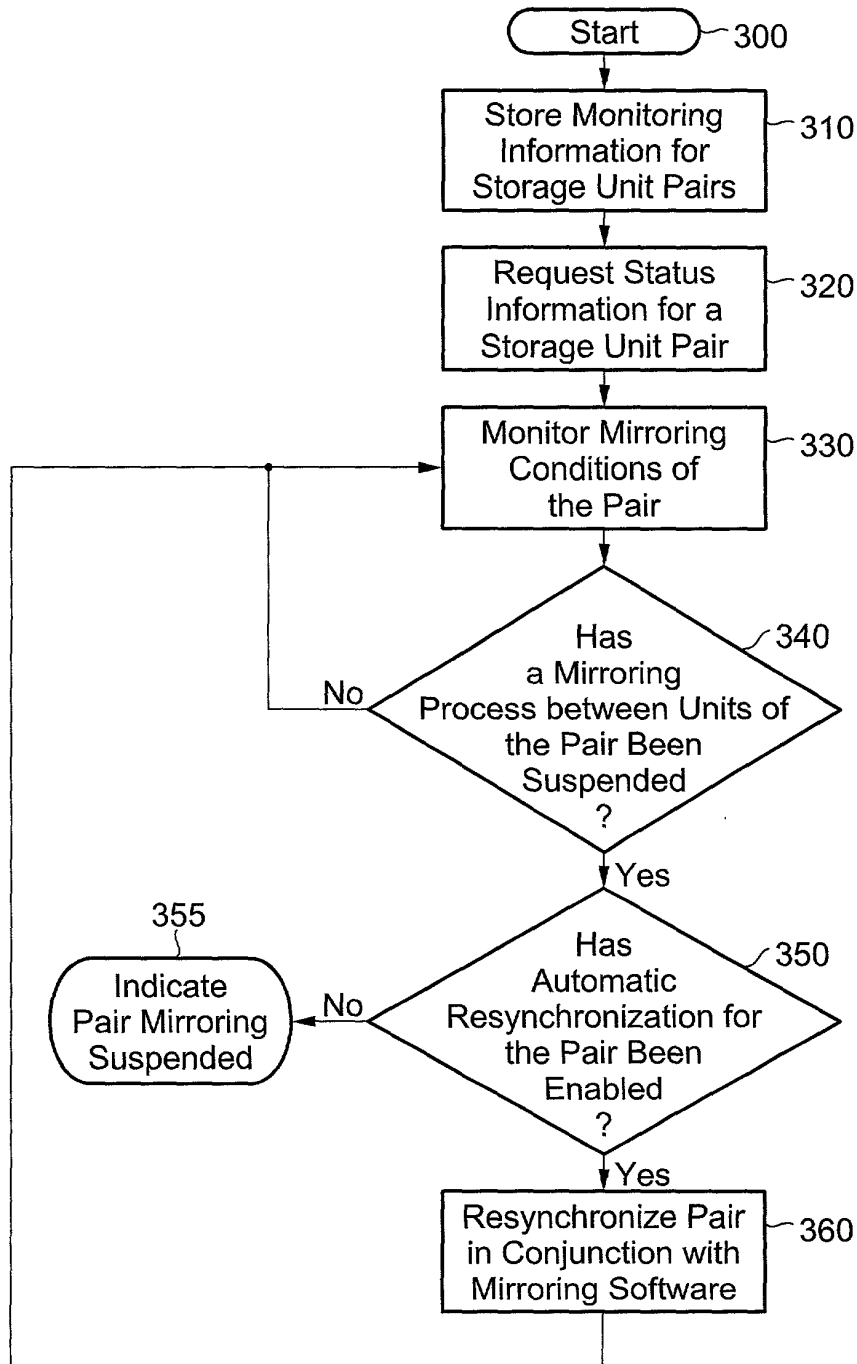 Start
300
Store Monitoring
Information for
Storage Unit Pairs
310
Request Status
Information for a
Storage Unit Pair
320
Monitor Mirroring
Conditions of
the Pair
330
Has
a Mirroring
Process between Units of
the Pair Been
Suspended
?
340
No
Yes
Has
Automatic
Resynchronization for
the Pair Been
Enabled
?
350
No
355
Indicate
Pair Mirroring
Suspended
Yes
Resynchronize Pair
in Conjunction with
Mirroring Software
360